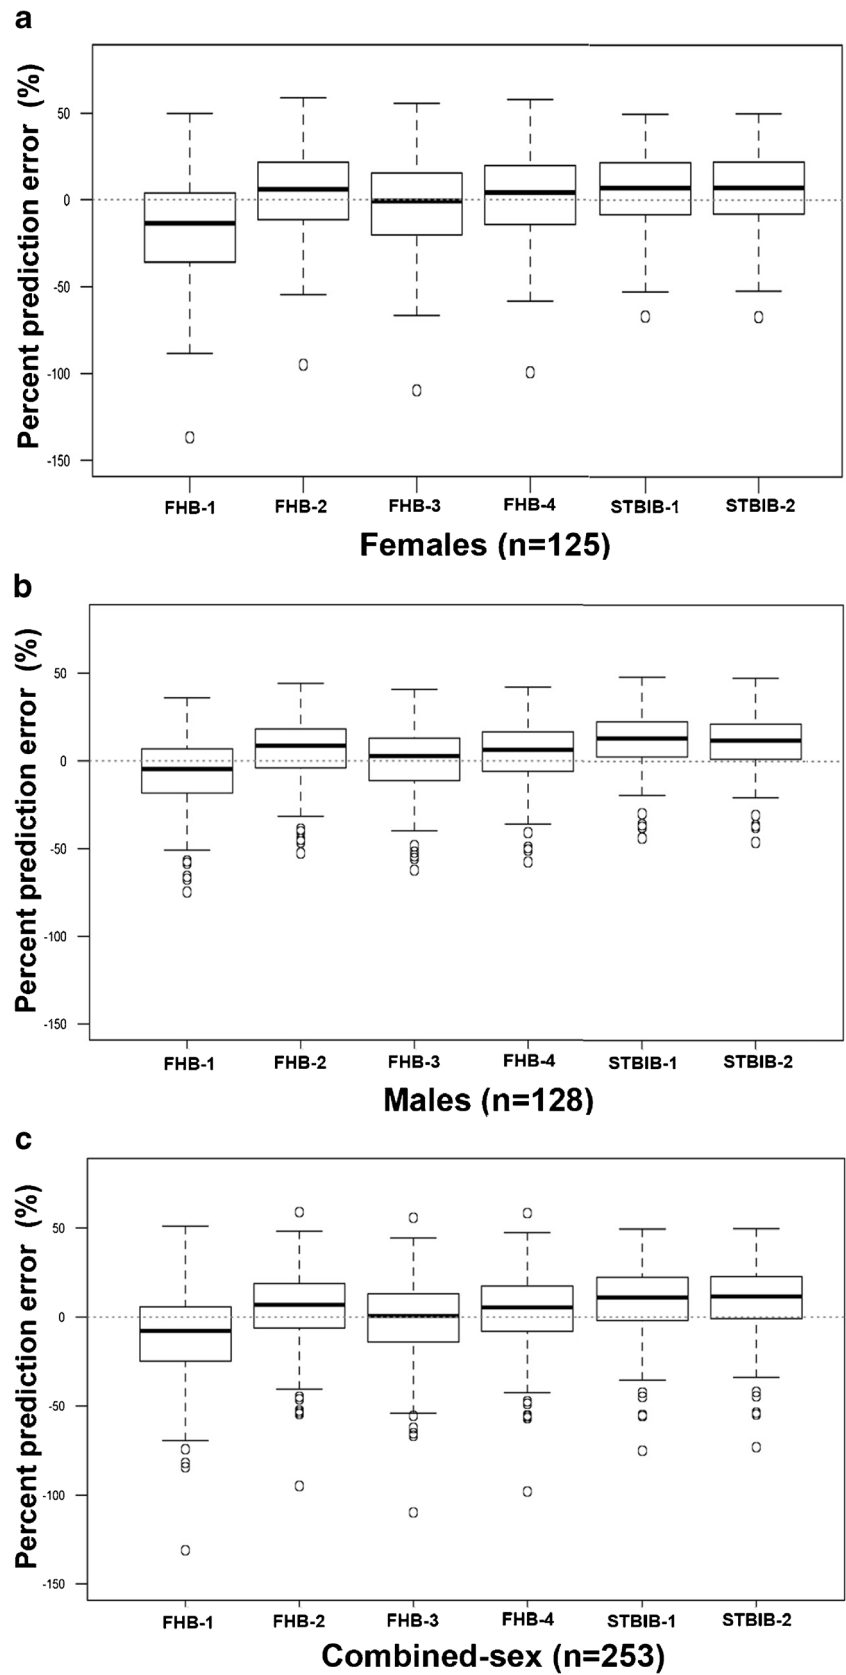 a
Percent prediction error (%)
50
0
-50
-100
-150
FHB-1 FHB-2 FHB-3 FHB-4 STBIB-1 STBIB-2
Females (n=125)
b
Percent prediction error (%)
50
0
-50
-100
-150
FHB-1 FHB-2 FHB-3 FHB-4 STBIB-1 STBIB-2
Males (n=128)
c
Percent prediction error (%)
50
0
-50
-100
-150
FHB-1 FHB-2 FHB-3 FHB-4 STBIB-1 STBIB-2
Combined-sex (n=253)